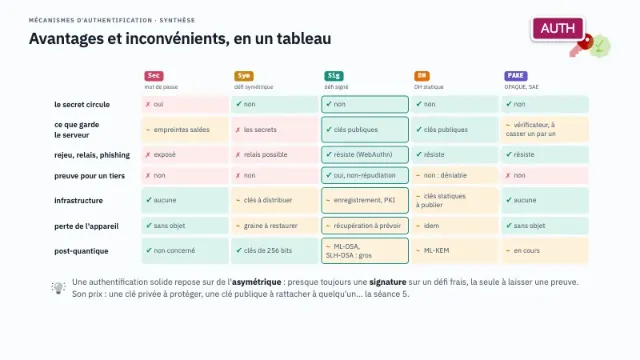 MÉCANISMES D'AUTHENTIFICATION · SYNTHÈSE
AUTH
Avantages et inconvénients, en un tableau
Sec Sym Sig DH PAKE
mot de passe défi symétrique défi signé DH statique OPAQUE, SAE
le secret circule ✗ oui ✓ non ✓ non ✓ non ✓ non
ce que garde
le serveur
~ empreintes salées ✗ les secrets ✓ clés publiques ✓ clés publiques ~ vérificateur, à
casser un par un
rejeu, relais, phishing ✗ exposé ✗ relais possible ✓ résiste (WebAuthn) ✓ résiste ✓ résiste
preuve pour un tiers ✗ non ✗ non ✓ oui, non-répudiation ~ non : déniable ✗ non
infrastructure ✓ aucune ~ clés à distribuer ~ enregistrement, PKI ~ clés statiques
à publier
✓ aucune
perte de l'appareil ✓ sans objet ~ graine à restaurer ~ récupération à prévoir ~ idem ✓ sans objet
post-quantique ✓ non concerné ✓ clés de 256 bits ~ ML-DSA,
SLH-DSA : gros
~ ML-KEM ~ en cours
Une authentification solide repose sur de l'asymétrique : presque toujours une signature sur un défi frais, la seule à laisser une preuve.
Son prix : une clé privée à protéger, une clé publique à rattacher à quelqu'un... la séance 5.